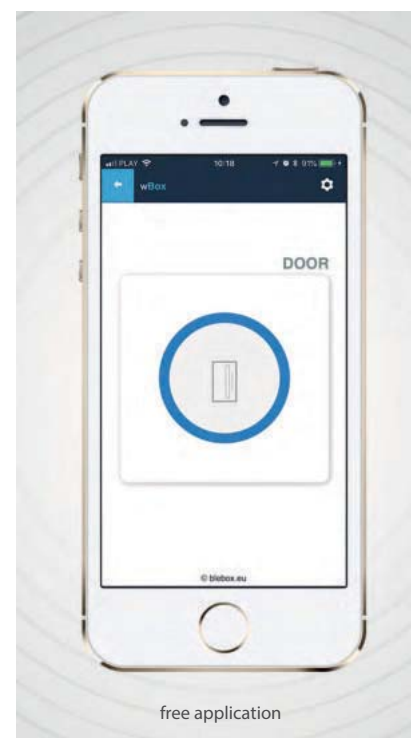 PLAY 10:18 91%
wBox
DOOR
© blebox.eu
free application